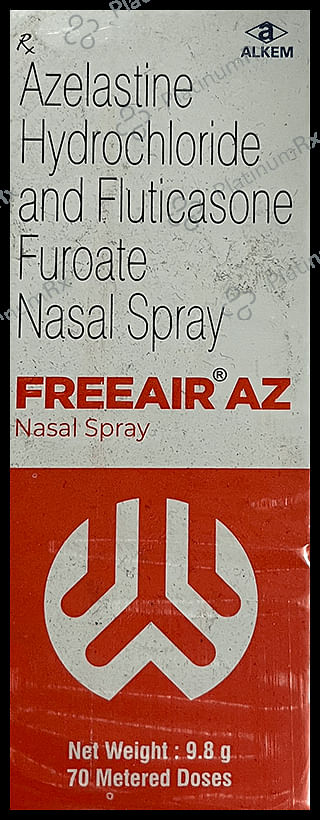 Rx
a
ALKEM
Azelastine
Hydrochloride
and Fluticasone
Furoate
Nasal Spray
FREEAIR® AZ
Nasal Spray
Net Weight : 9.8 g
70 Metered Doses
PlatinumRx